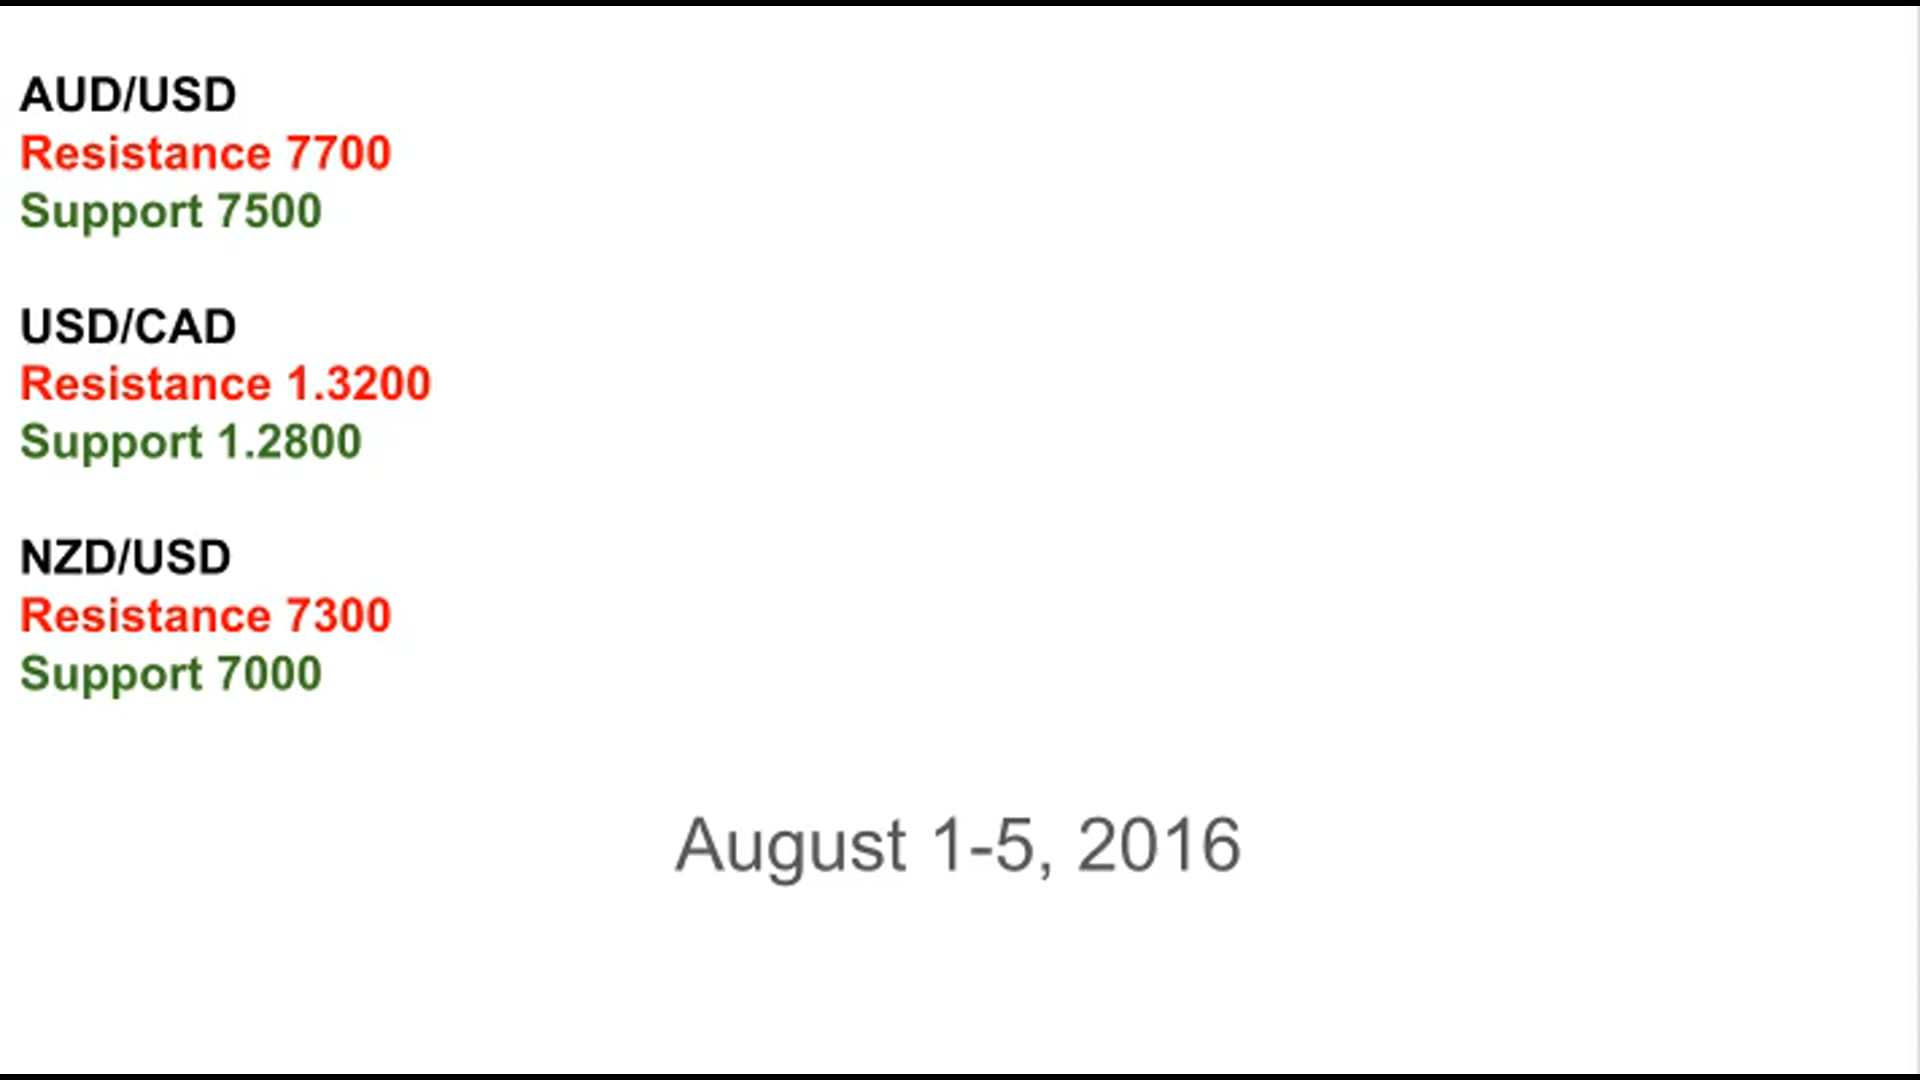 AUD/USD
Resistance 7700
Support 7500
USD/CAD
Resistance 1.3200
Support 1.2800
NZD/USD
Resistance 7300
Support 7000
August 1-5, 2016